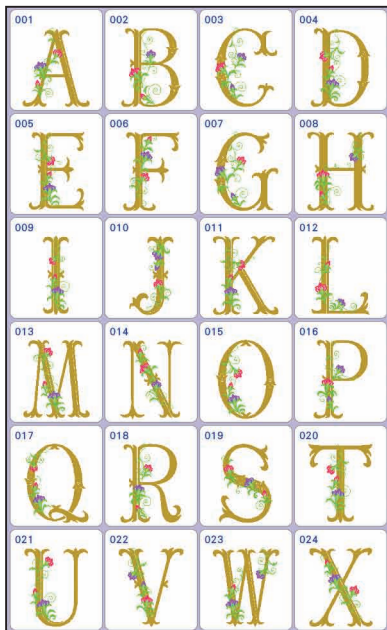 001 002 003 004
A B C D
005 006 007 008
E F G H
009 010 011 012
I J K L
013 014 015 016
M N O P
017 018 019 020
Q R S T
021 022 023 024
U V W X